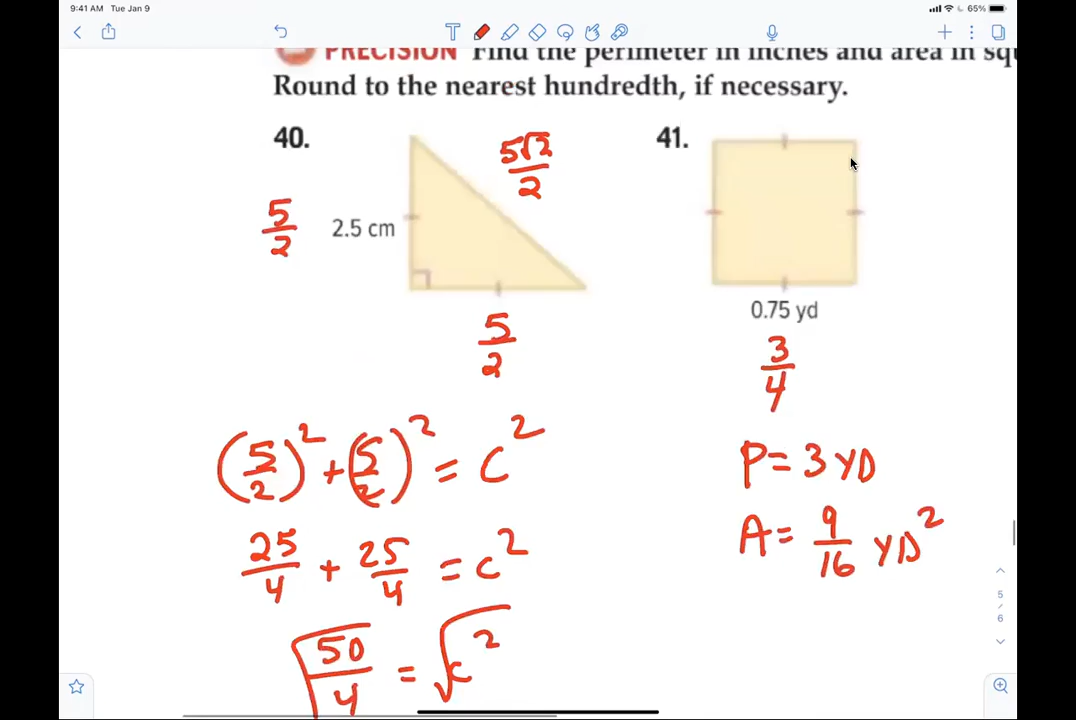 9:41 AM Tue Jan 9
65%
PRECISION Find the perimeter in inches and area in squ
Round to the nearest hundredth, if necessary.
40.
5√2/2
41.
5/2
2.5 cm
0.75 yd
5/2
3/4
(5/2)² + (5/2)² = C²
P = 3 YD
25/4 + 25/4 = c²
A = 9/16 YD²
√50/4 = √c²
5
/
6